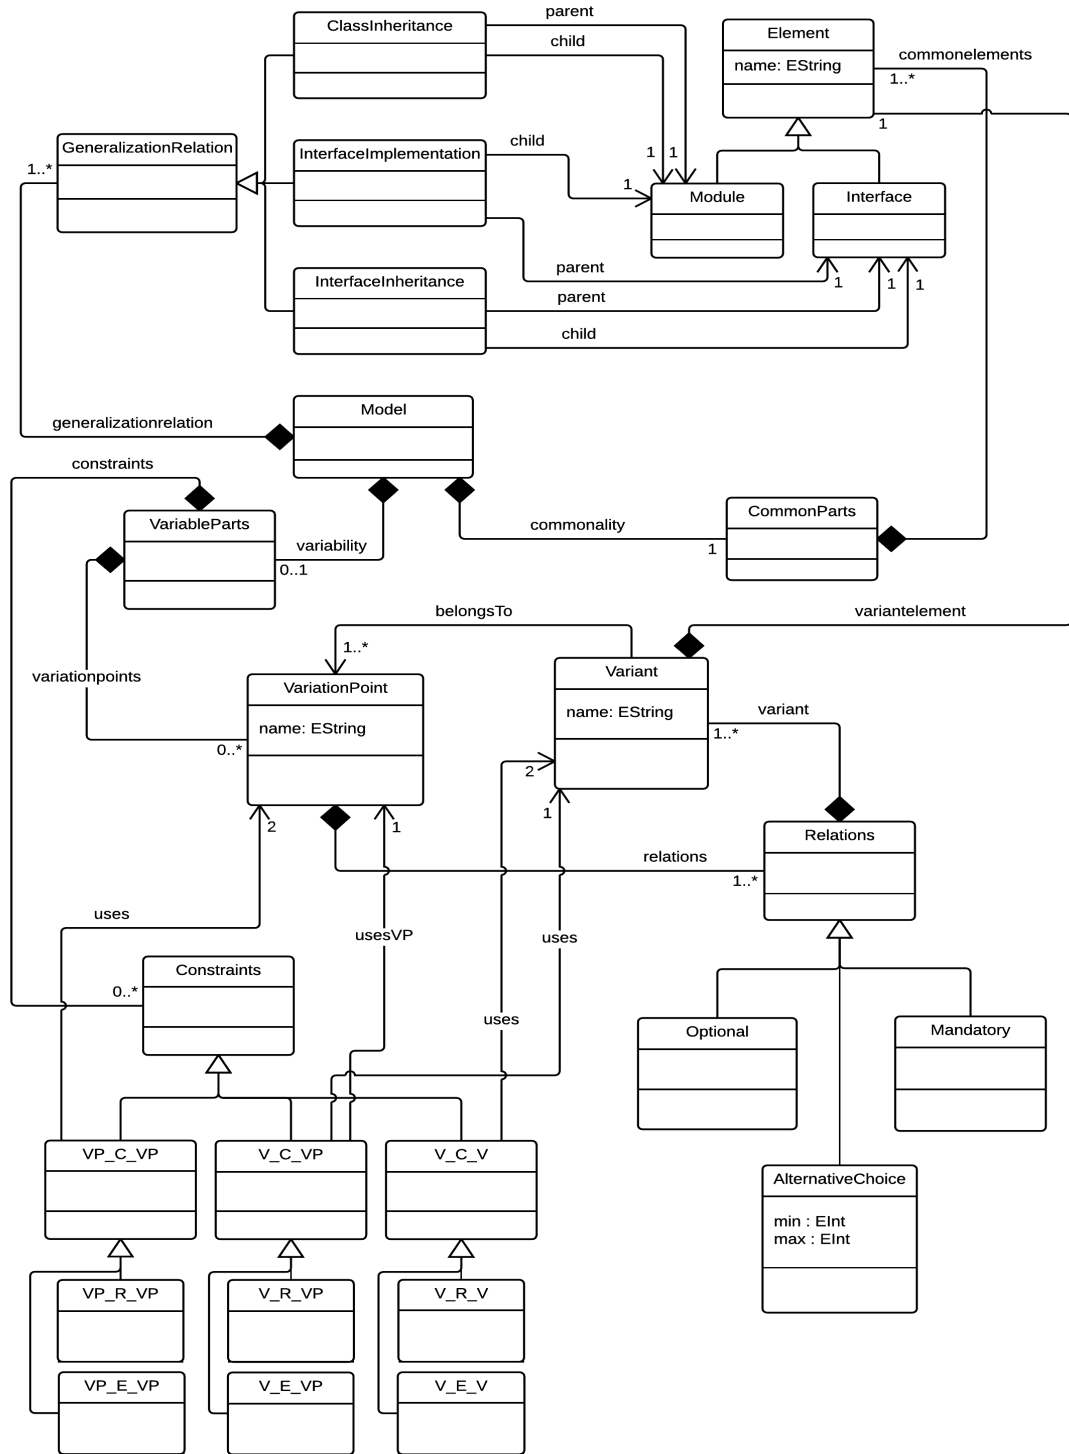 parent
ClassInheritance
child
Element
name: EString
commonelements
1..*
1
GeneralizationRelation
1..*
InterfaceImplementation
child
1
1
1
Module
Interface
parent
1
1
1
InterfaceInheritance
parent
child
Model
generalizationrelation
constraints
VariableParts
variability
0..1
commonality
1
CommonParts
belongsTo
variantelement
1..*
variationpoints
VariationPoint
name: EString
0..*
Variant
name: EString
variant
1..*
2
1
2
1
Relations
relations
1..*
uses
usesVP
uses
Constraints
0..*
uses
Optional
Mandatory
VP_C_VP
V_C_VP
V_C_V
AlternativeChoice
min : EInt
max : EInt
VP_R_VP
V_R_VP
V_R_V
VP_E_VP
V_E_VP
V_E_V